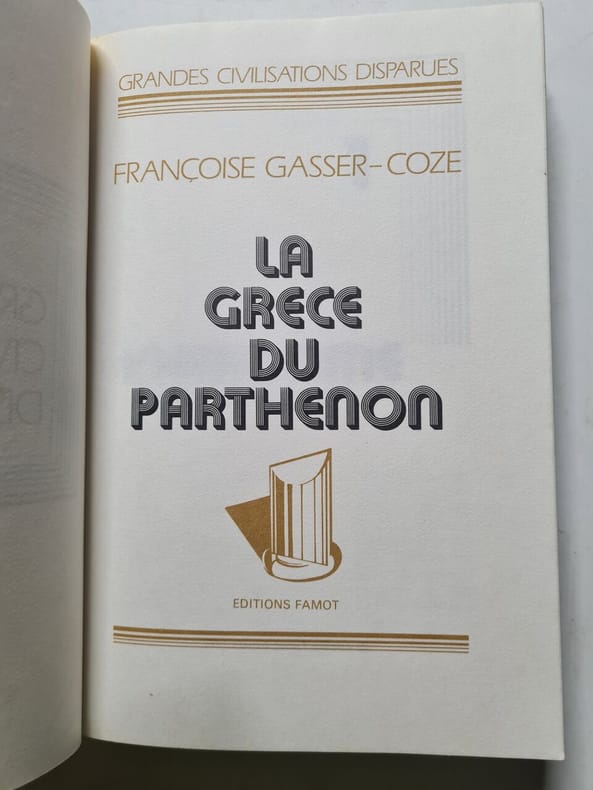 GRANDES CIVILISATIONS DISPARUES
FRANÇOISE GASSER-COZE
LA
GRECE
DU
PARTHENON
EDITIONS FAMOT